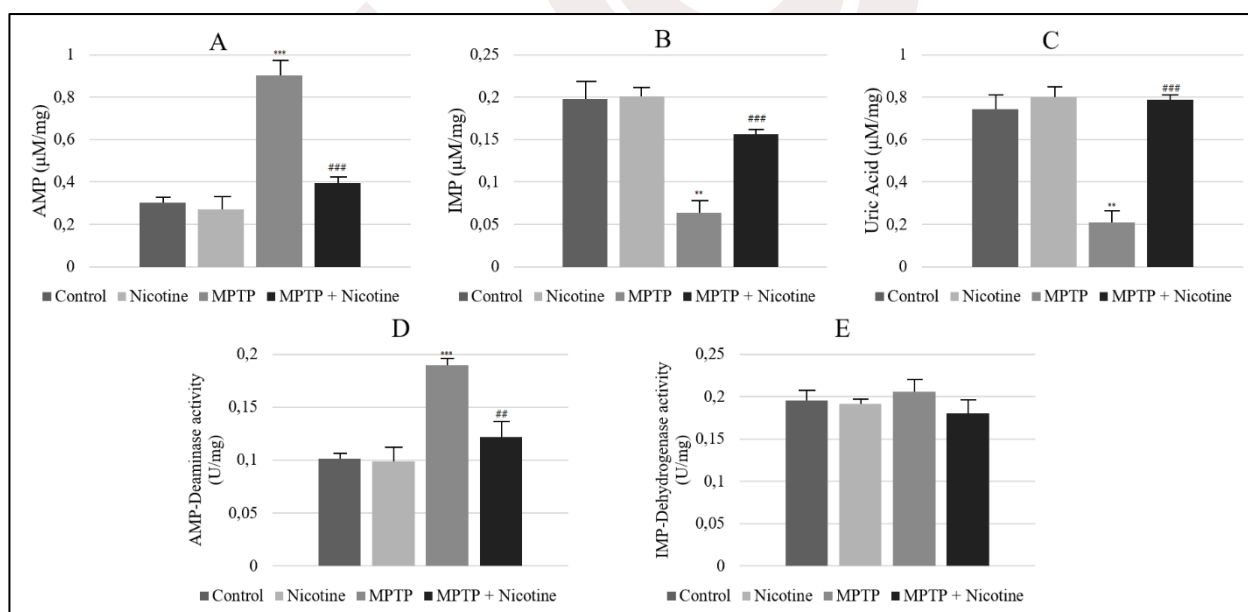 A
AMP (µM/mg)
1
0,8
0,6
0,4
0,2
0
***
###
Control Nicotine MPTP MPTP + Nicotine
B
IMP (µM/mg)
0,25
0,2
0,15
0,1
0,05
0
**
###
Control Nicotine MPTP MPTP + Nicotine
C
Uric Acid (µM/mg)
1
0,8
0,6
0,4
0,2
0
**
###
Control Nicotine MPTP MPTP + Nicotine
D
AMP-Deaminase activity
(U/mg)
0,2
0,15
0,1
0,05
0
***
##
Control Nicotine MPTP MPTP + Nicotine
E
IMP-Dehydrogenase activity
(U/mg)
0,25
0,2
0,15
0,1
0,05
0
Control Nicotine MPTP MPTP + Nicotine